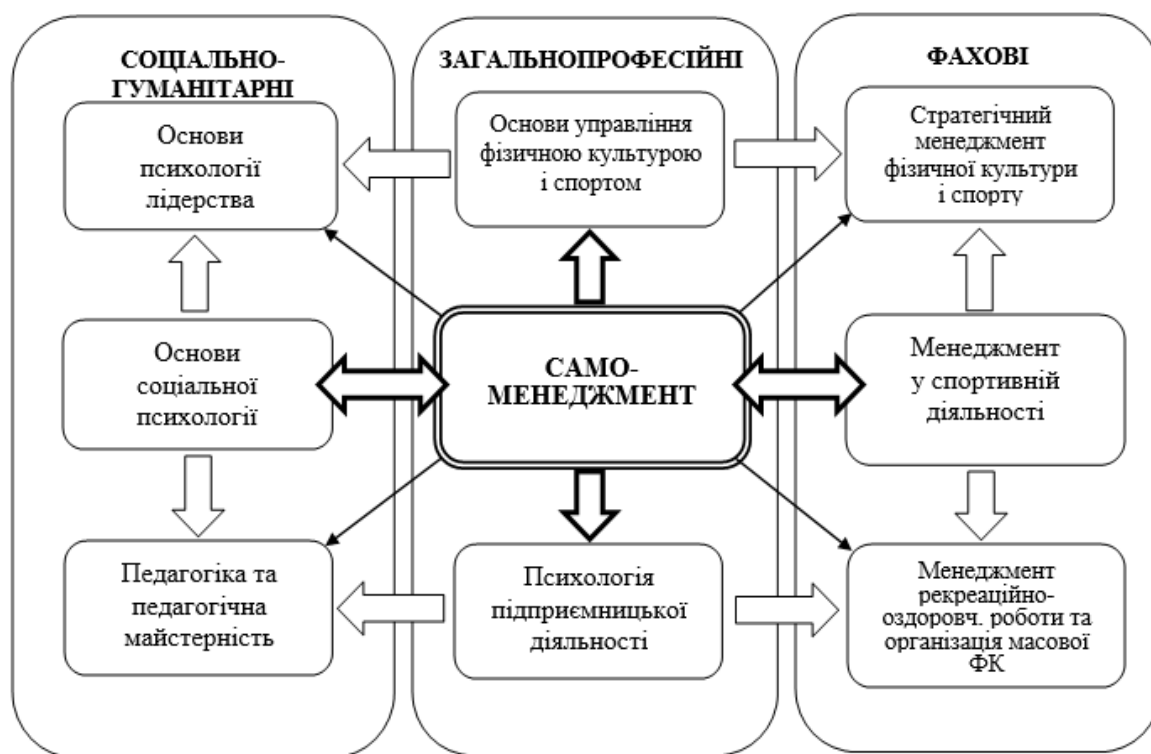 СОЦІАЛЬНО-
ГУМАНІТАРНІ
Основи
психології
лідерства
Основи
соціальної
психології
Педагогіка та
педагогічна
майстерність
ЗАГАЛЬНОПРОФЕСІЙНІ
Основи управління
фізичною культурою
і спортом
САМО-
МЕНЕДЖМЕНТ
Психологія
підприємницької
діяльності
ФАХОВІ
Стратегічний
менеджмент
фізичної культури
і спорту
Менеджмент
у спортивній
діяльності
Менеджмент
рекреаційно-
оздоровч. роботи та
організація масової
ФК